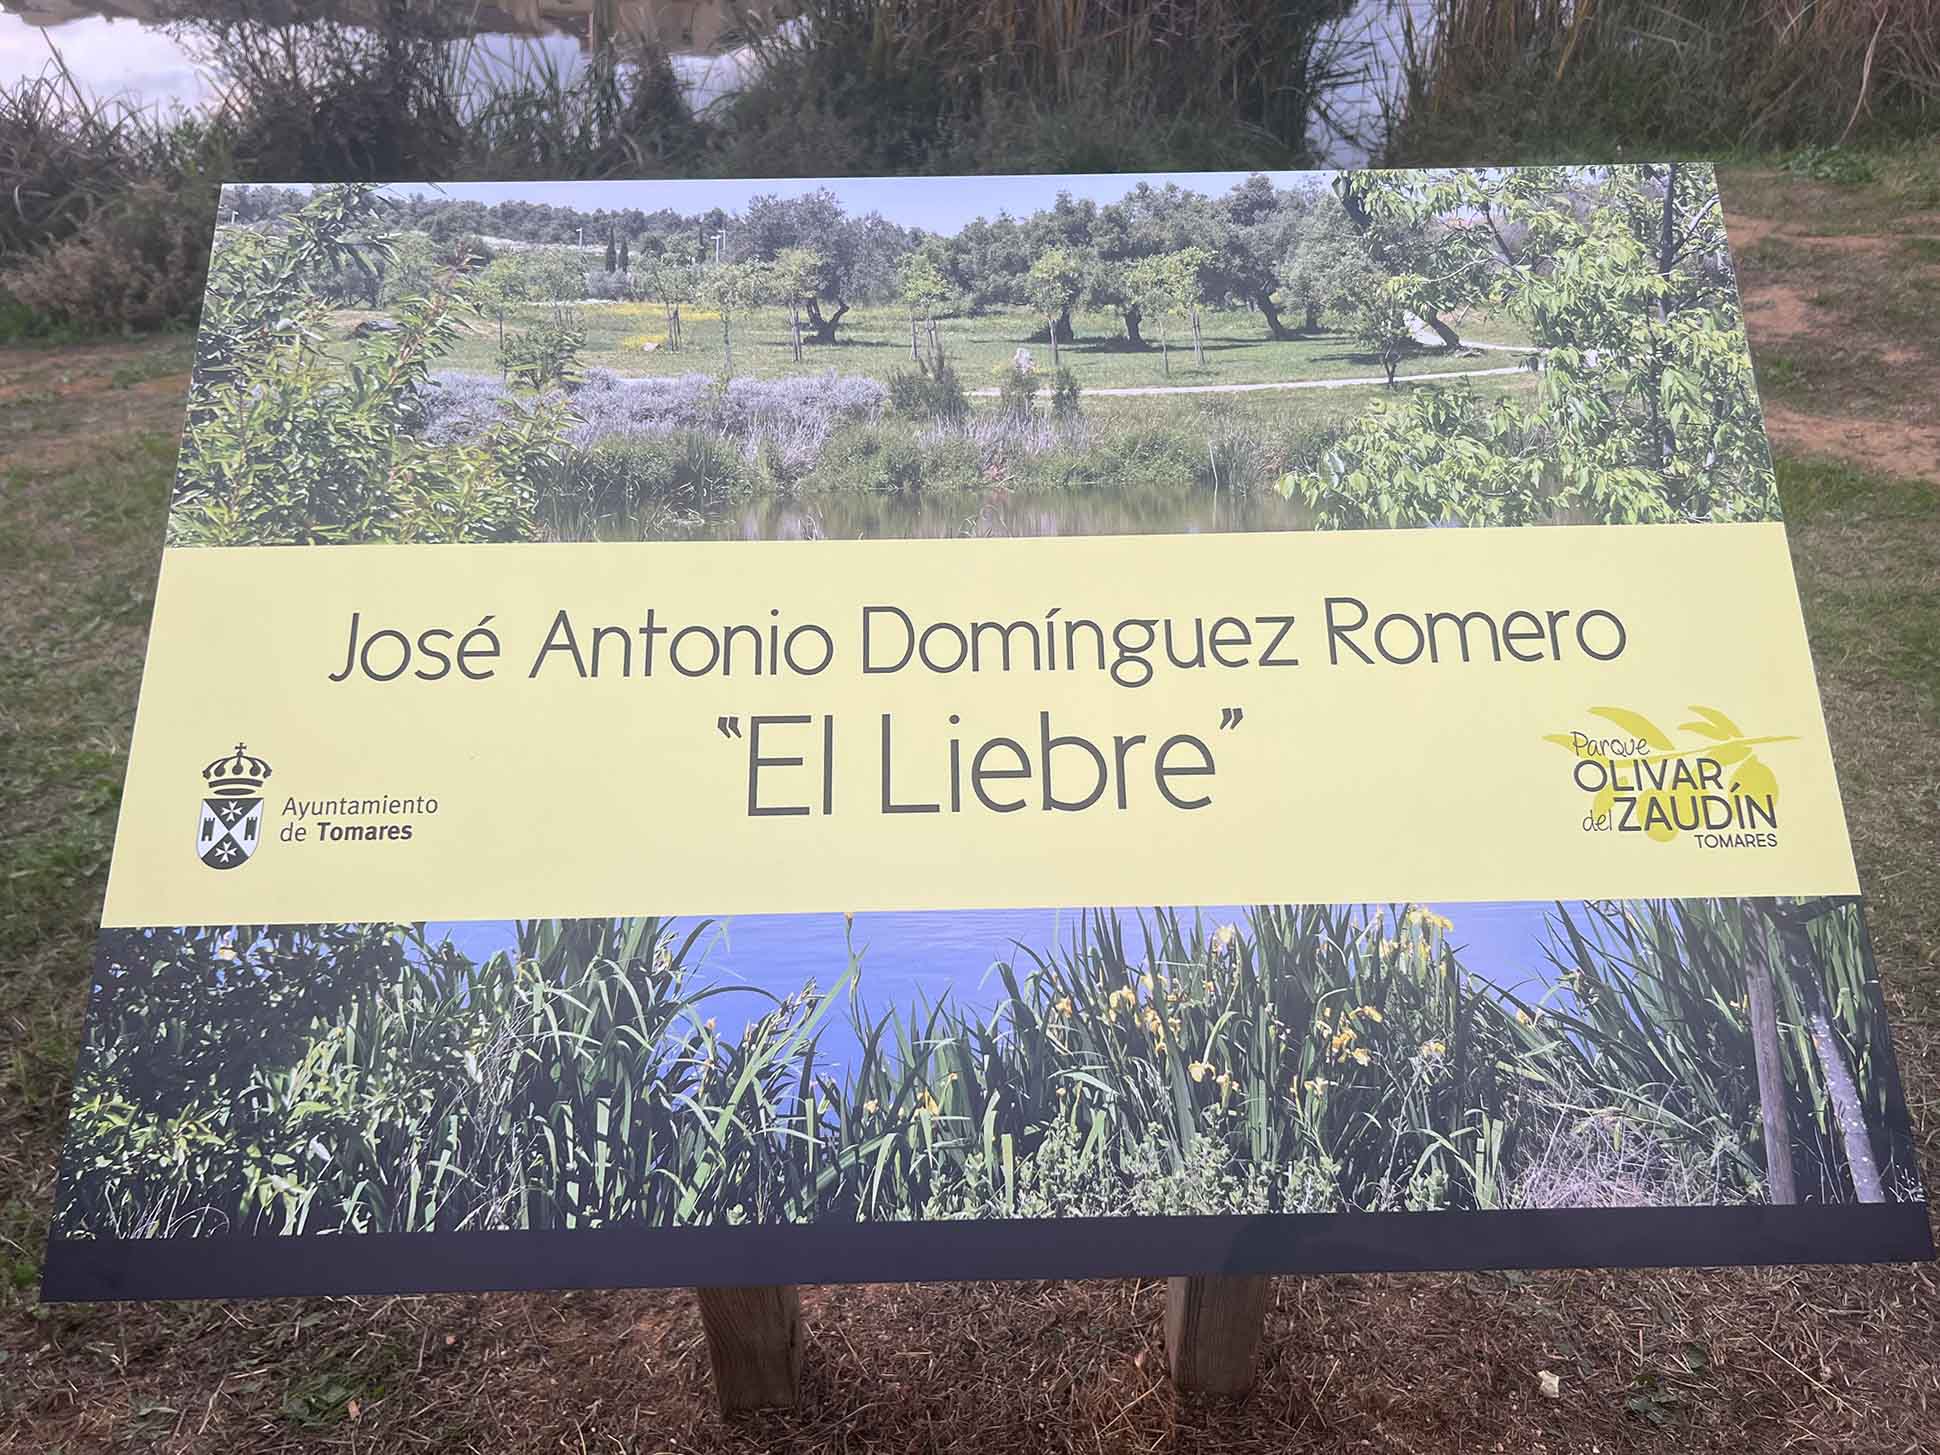 José Antonio Domínguez Romero
"El Liebre"
Ayuntamiento
de Tomares
Parque
OLIVAR
del ZAUDÍN
TOMARES